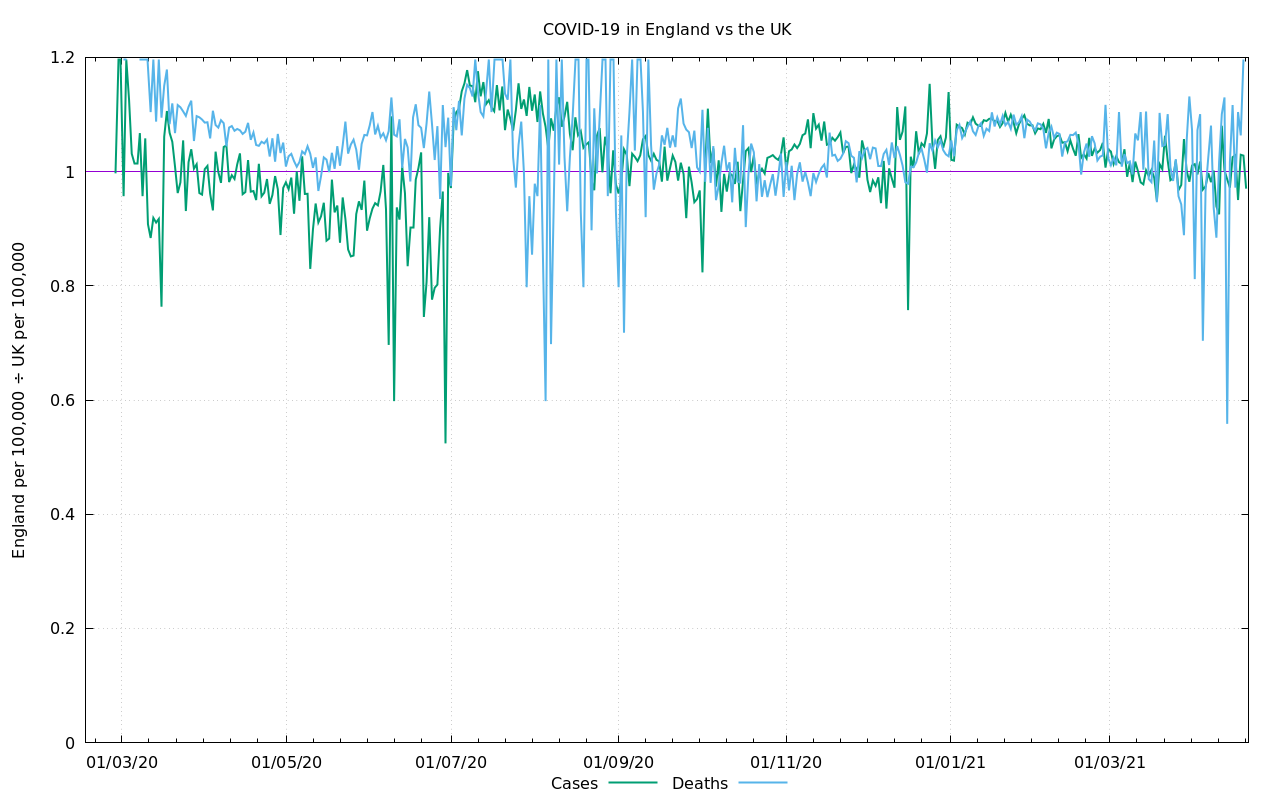 COVID-19 in England vs the UK
England per 100,000 ÷ UK per 100,000
1.2
1
0.8
0.6
0.4
0.2
0
01/03/20 01/05/20 01/07/20 01/09/20 01/11/20 01/01/21 01/03/21
Cases Deaths